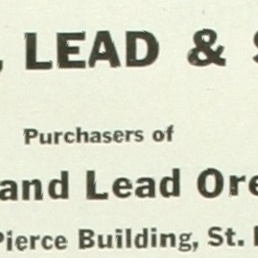 , LEAD & S
Purchasers of
and Lead Ore
Pierce Building, St. L